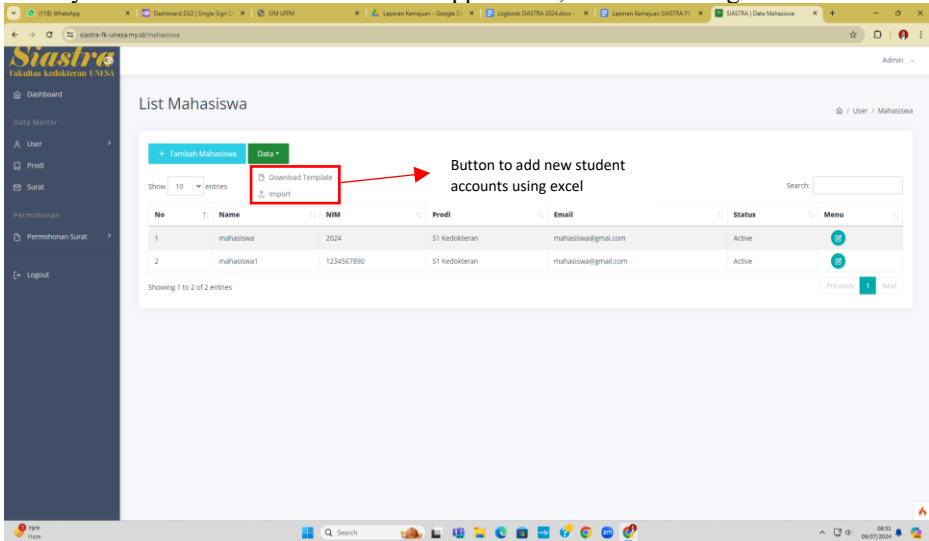 (118) WhatsApp
Dashboard SSO | Single Sign
SIM LPPM
Laporan Kemajuan - Google
Logbook SIASTRA 2024.docx
Laporan Kemajuan SIASTRA
SIASTRA | Data Mahasiswa
siastra-fk-unesa.my.id/mahasiswa
Siastra
Fakultas kedokteran UNESA
Admin
Dashboard
List Mahasiswa
/ User / Mahasiswa
Data Master
User
Prodi
Surat
Permohonan
Permohonan Surat
Logout
+ Tambah Mahasiswa
Data
Download Template
Import
Button to add new student
accounts using excel
Show 10 entries
Search:
No Name NIM Prodi Email Status Menu
1 mahasiswa 2024 S1 Kedokteran mahasiswa@gmai.com Active
2 mahasiswa1 1234567890 S1 Kedokteran mahasiswa@gmail.com Active
Showing 1 to 2 of 2 entries
Previous 1 Next
79°F
Haze
Search
08:51
09/07/2024